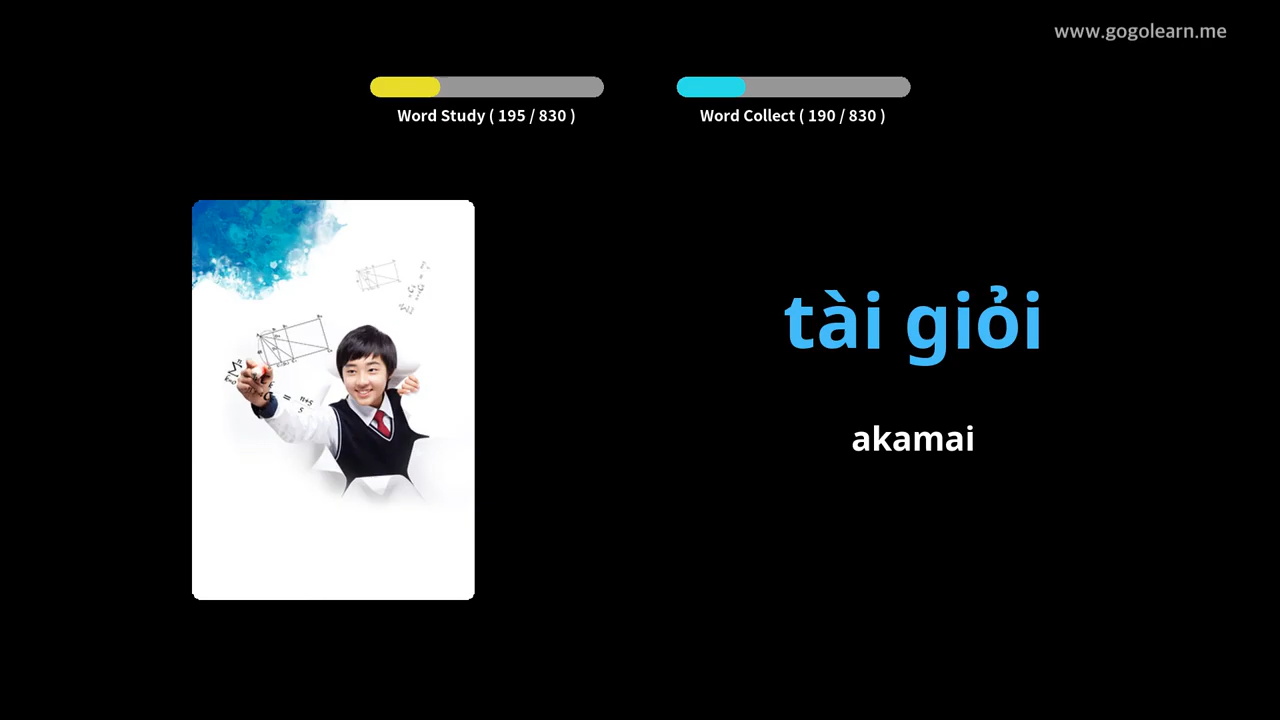 www.gogolearn.me
Word Study ( 195 / 830 )
Word Collect ( 190 / 830 )
tài giỏi
akamai